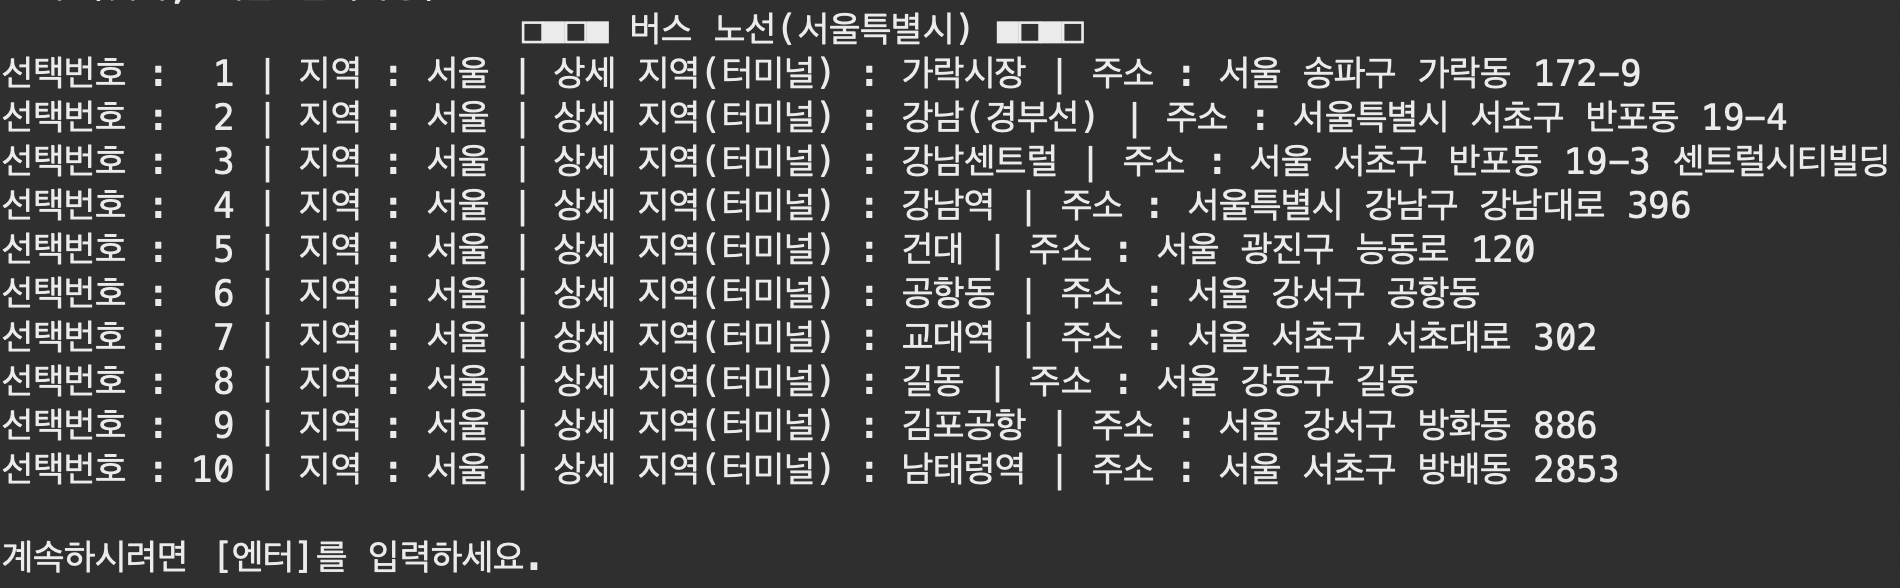 □■□■ 버스 노선(서울특별시) ■□■□
선택번호 :  1 | 지역 : 서울 | 상세 지역(터미널) : 가락시장 | 주소 : 서울 송파구 가락동 172-9
선택번호 :  2 | 지역 : 서울 | 상세 지역(터미널) : 강남(경부선) | 주소 : 서울특별시 서초구 반포동 19-4
선택번호 :  3 | 지역 : 서울 | 상세 지역(터미널) : 강남센트럴 | 주소 : 서울 서초구 반포동 19-3 센트럴시티빌딩
선택번호 :  4 | 지역 : 서울 | 상세 지역(터미널) : 강남역 | 주소 : 서울특별시 강남구 강남대로 396
선택번호 :  5 | 지역 : 서울 | 상세 지역(터미널) : 건대 | 주소 : 서울 광진구 능동로 120
선택번호 :  6 | 지역 : 서울 | 상세 지역(터미널) : 공항동 | 주소 : 서울 강서구 공항동
선택번호 :  7 | 지역 : 서울 | 상세 지역(터미널) : 교대역 | 주소 : 서울 서초구 서초대로 302
선택번호 :  8 | 지역 : 서울 | 상세 지역(터미널) : 길동 | 주소 : 서울 강동구 길동
선택번호 :  9 | 지역 : 서울 | 상세 지역(터미널) : 김포공항 | 주소 : 서울 강서구 방화동 886
선택번호 : 10 | 지역 : 서울 | 상세 지역(터미널) : 남태령역 | 주소 : 서울 서초구 방배동 2853
계속하시려면 [엔터]를 입력하세요.